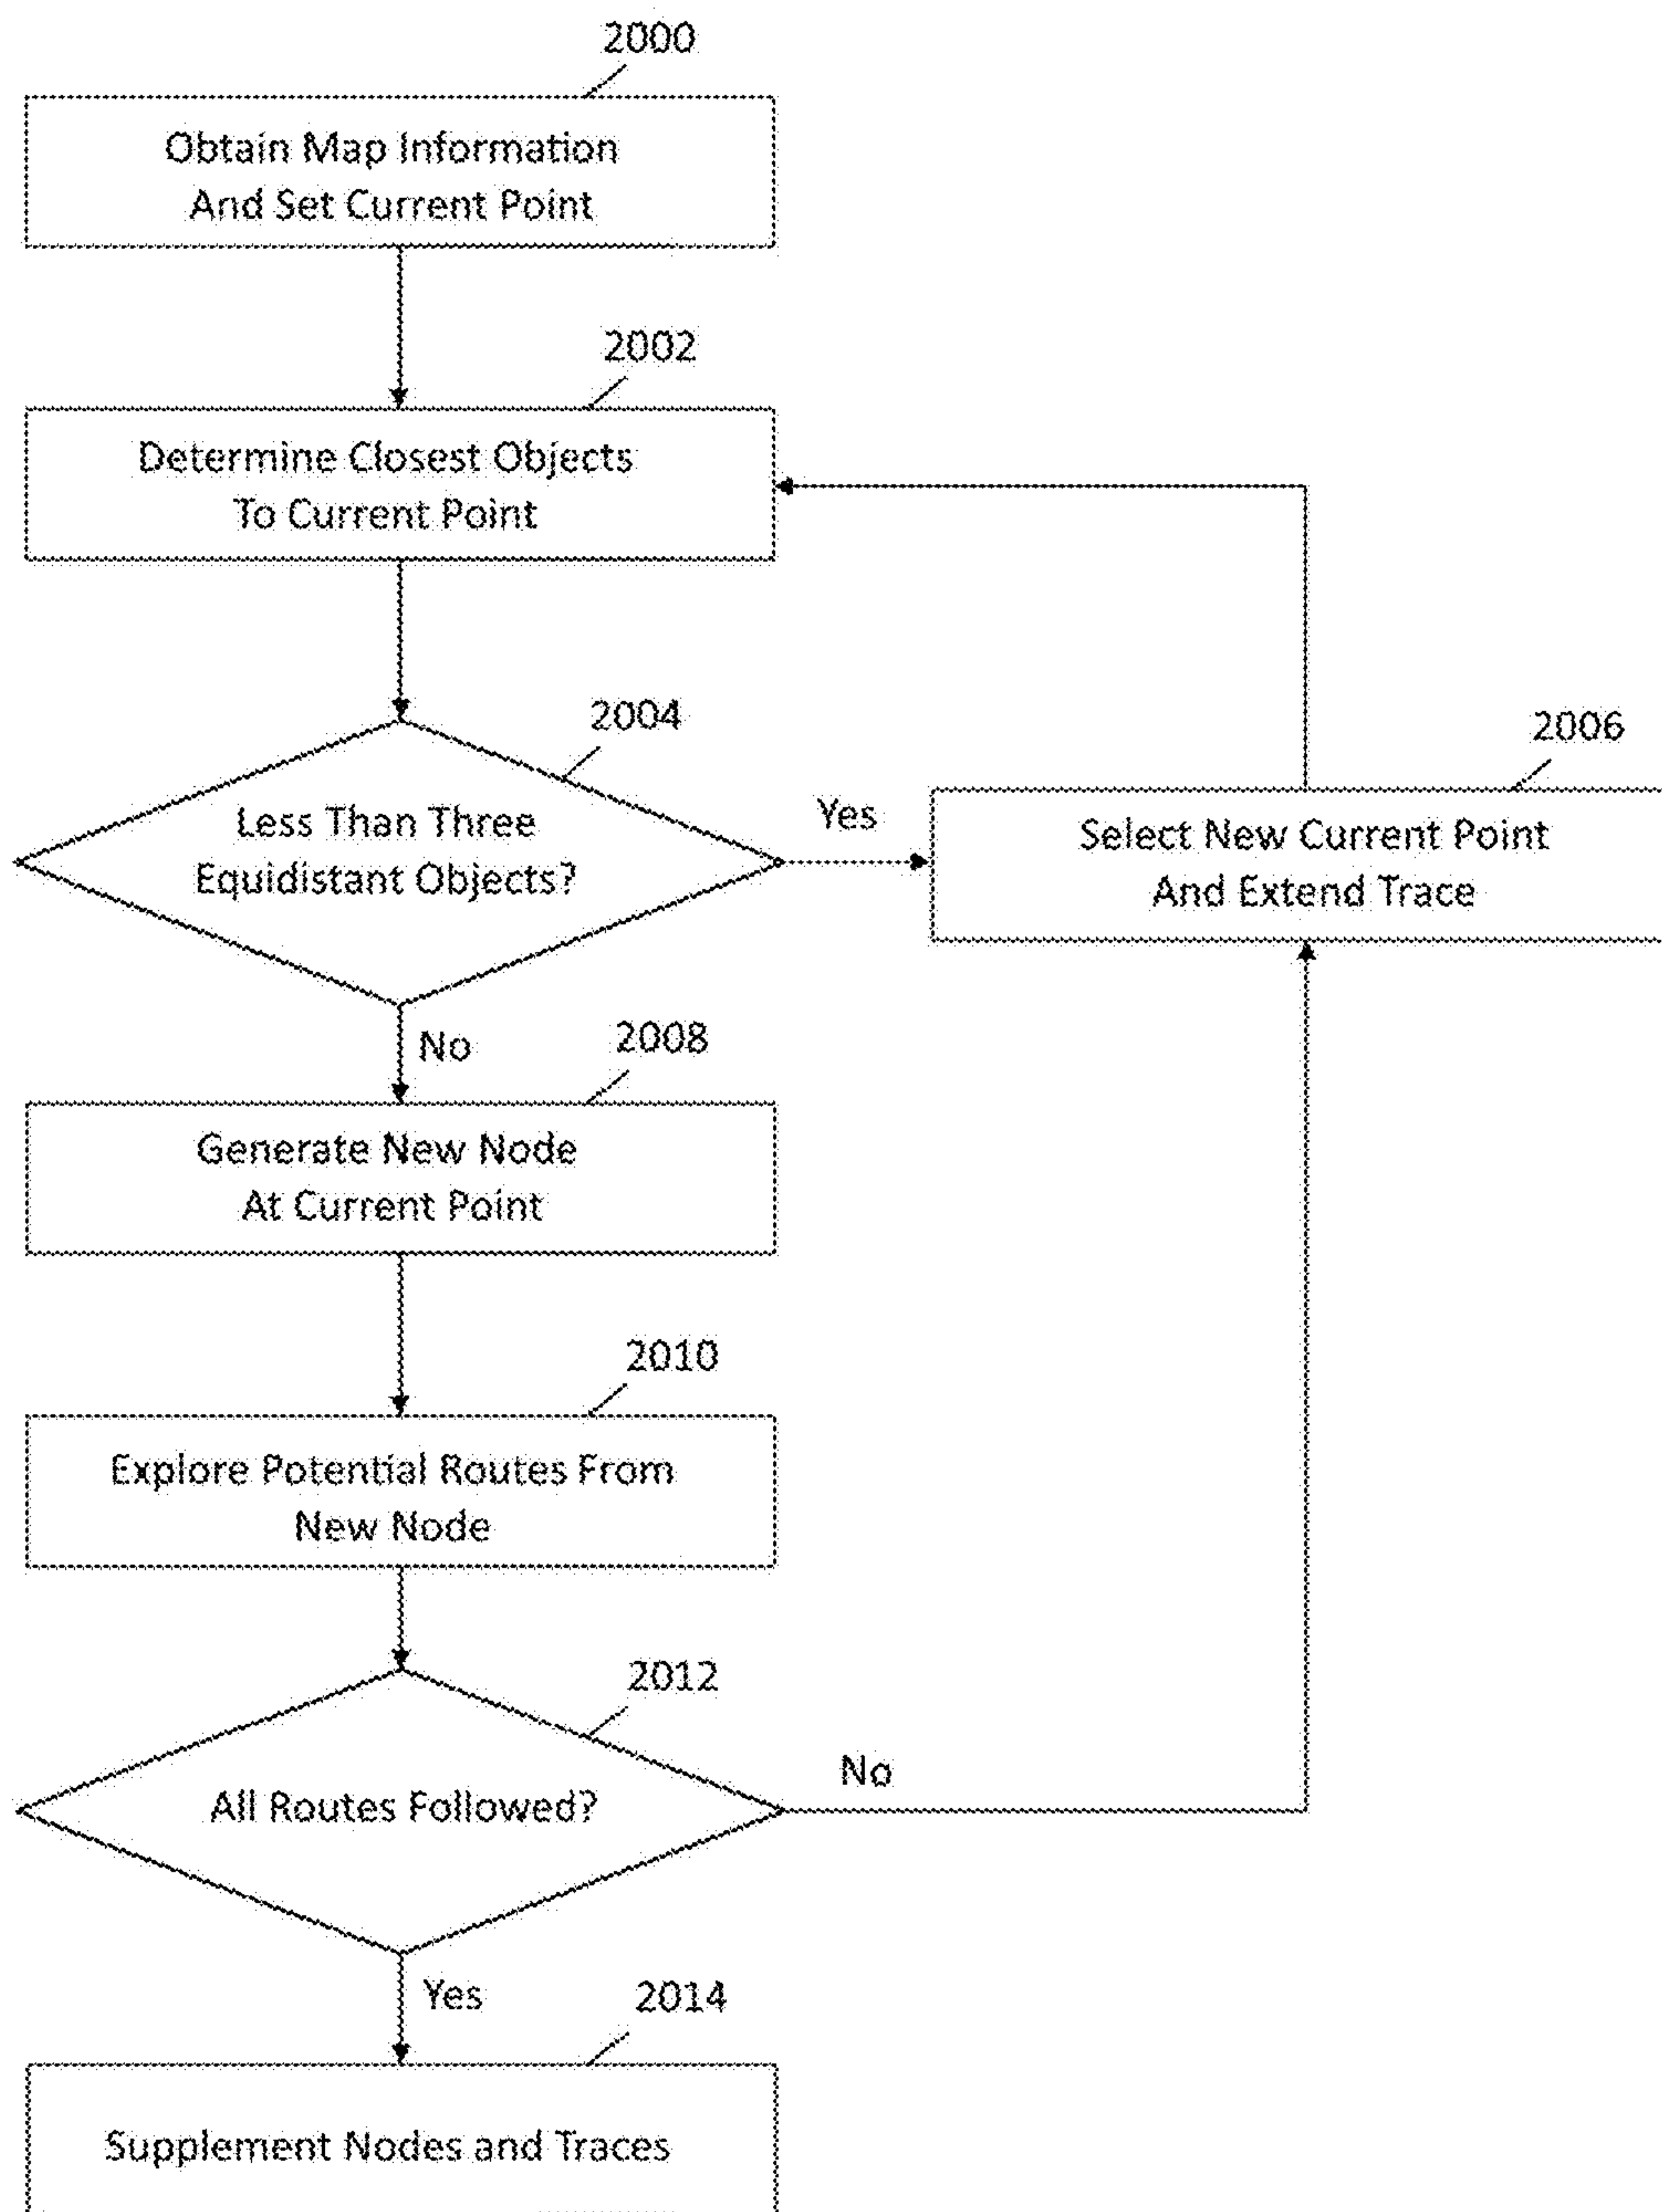 2000
Obtain Map Information
And Set Current Point
2002
Determine Closest Objects
To Current Point
2004
Less Than Three
Equidistant Objects?
Yes
2006
Select New Current Point
And Extend Trace
No
2008
Generate New Node
At Current Point
2010
Explore Potential Routes From
New Node
2012
All Routes Followed?
No
Yes
2014
Supplement Nodes and Traces